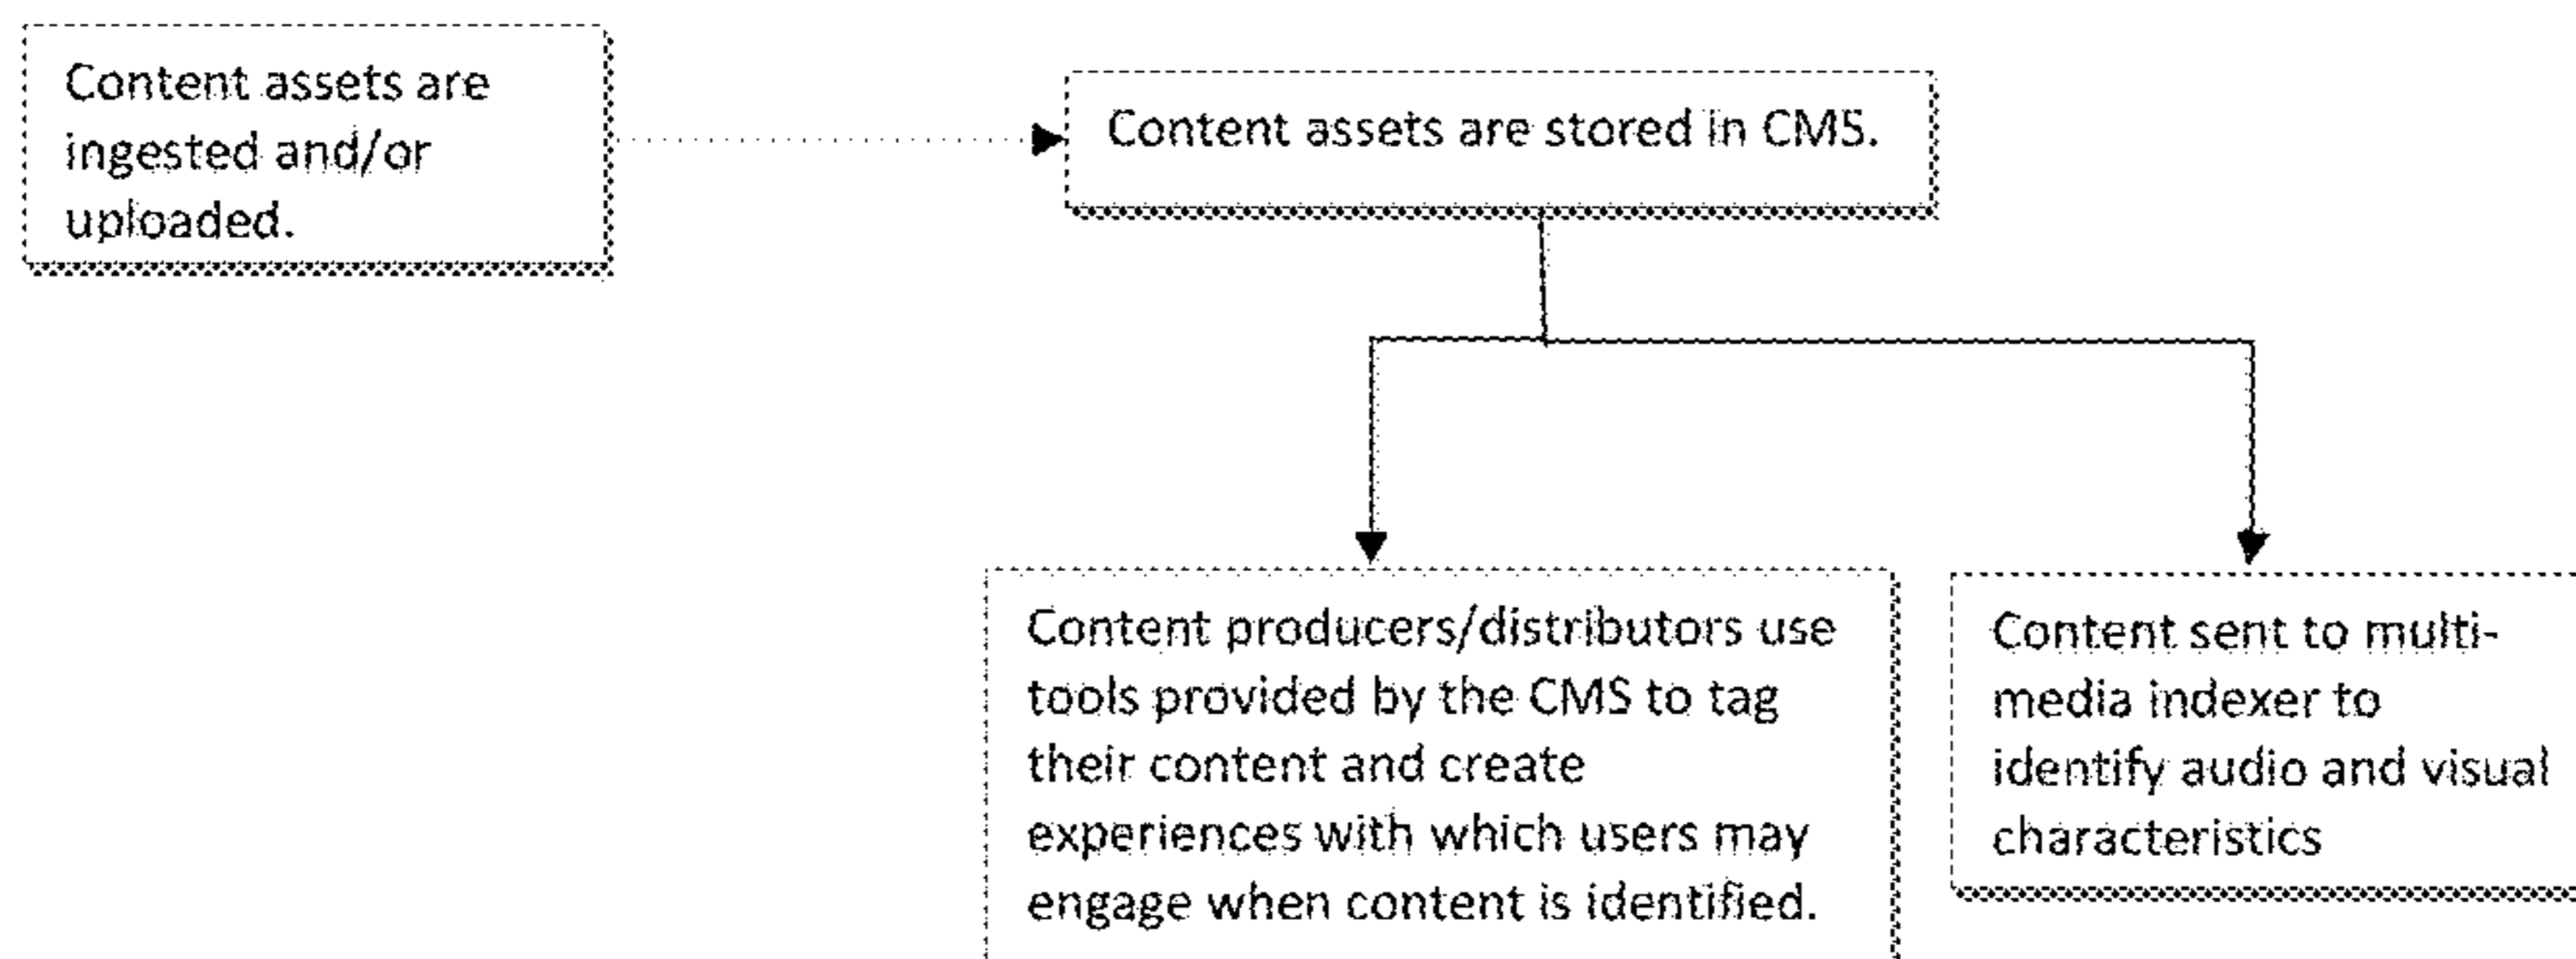 Content assets are
ingested and/or
uploaded.
Content assets are stored in CMS.
Content producers/distributors use
tools provided by the CMS to tag
their content and create
experiences with which users may
engage when content is identified.
Content sent to multi-
media indexer to
identify audio and visual
characteristics